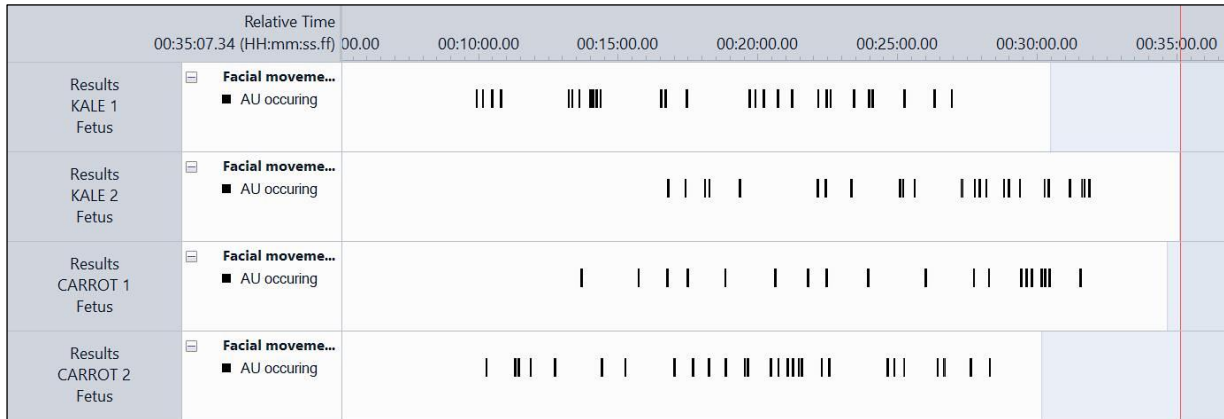 Relative Time
00:35:07.34 (HH:mm:ss.ff) 00.00 00:10:00.00 00:15:00.00 00:20:00.00 00:25:00.00 00:30:00.00 00:35:00.00
Results
KALE 1
Fetus
Facial moveme...
AU occuring
Results
KALE 2
Fetus
Facial moveme...
AU occuring
Results
CARROT 1
Fetus
Facial moveme...
AU occuring
Results
CARROT 2
Fetus
Facial moveme...
AU occuring